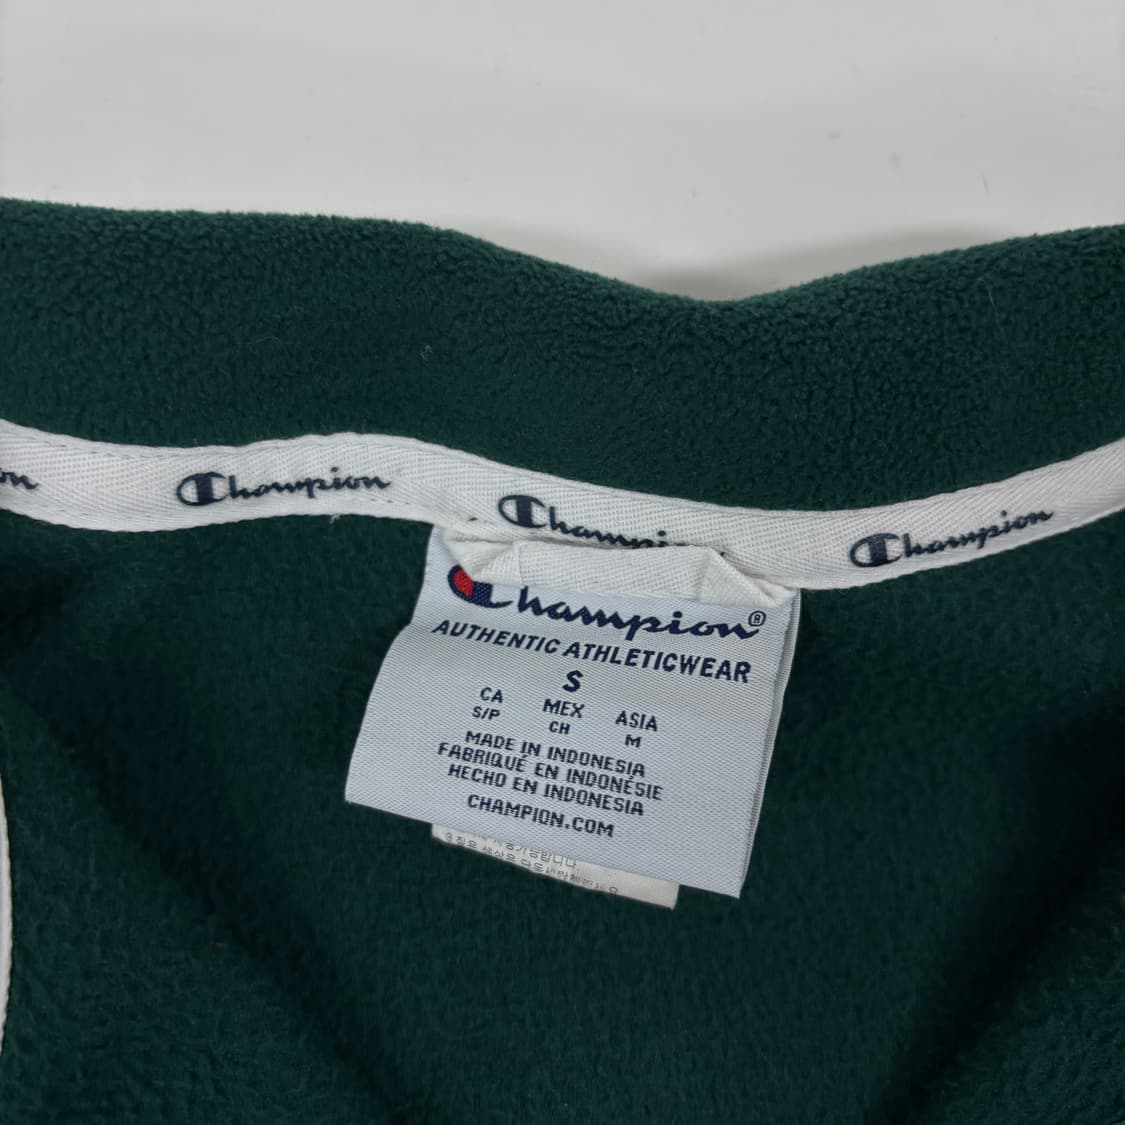 Champion
Champion
Champion
Champion®
AUTHENTIC ATHLETICWEAR
S
CA MEX ASIA
S/P CH M
MADE IN INDONESIA
FABRIQUÉ EN INDONÉSIE
HECHO EN INDONESIA
CHAMPION.COM